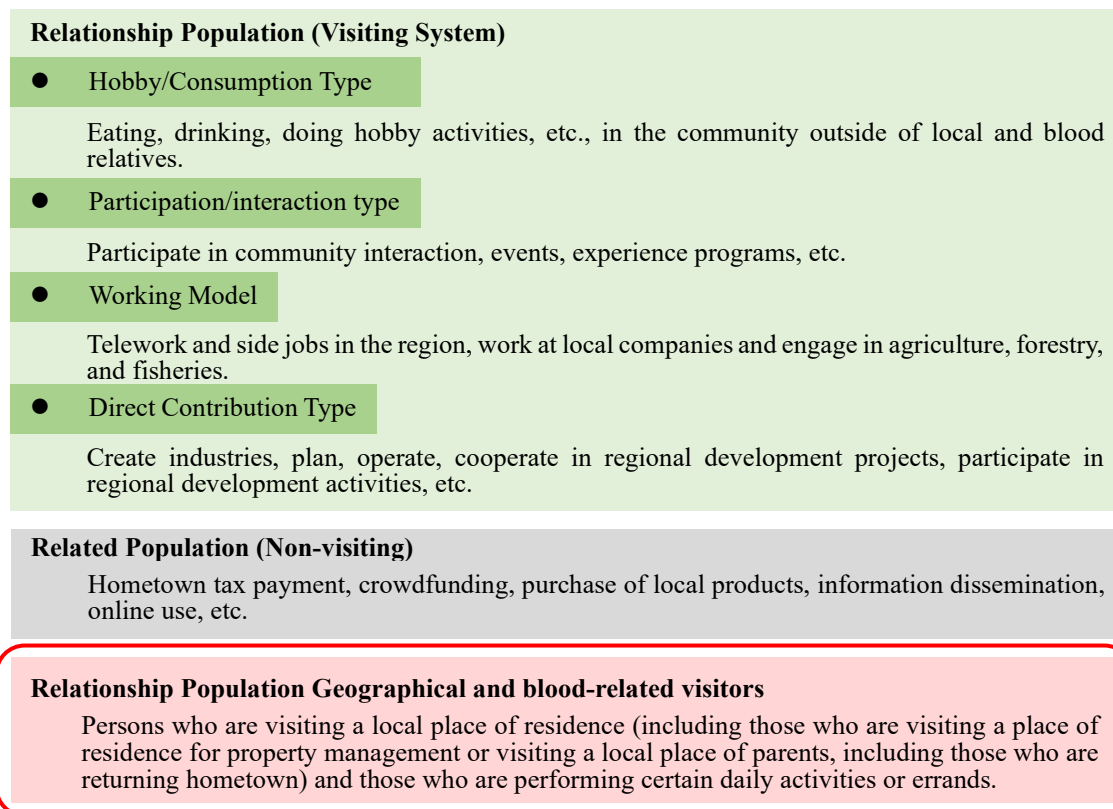 Relationship Population (Visiting System)
● Hobby/Consumption Type
Eating, drinking, doing hobby activities, etc., in the community outside of local and blood
relatives.
● Participation/interaction type
Participate in community interaction, events, experience programs, etc.
● Working Model
Telework and side jobs in the region, work at local companies and engage in agriculture, forestry,
and fisheries.
● Direct Contribution Type
Create industries, plan, operate, cooperate in regional development projects, participate in
regional development activities, etc.
Related Population (Non-visiting)
Hometown tax payment, crowdfunding, purchase of local products, information dissemination,
online use, etc.
Relationship Population Geographical and blood-related visitors
Persons who are visiting a local place of residence (including those who are visiting a place of
residence for property management or visiting a local place of parents, including those who are
returning hometown) and those who are performing certain daily activities or errands.